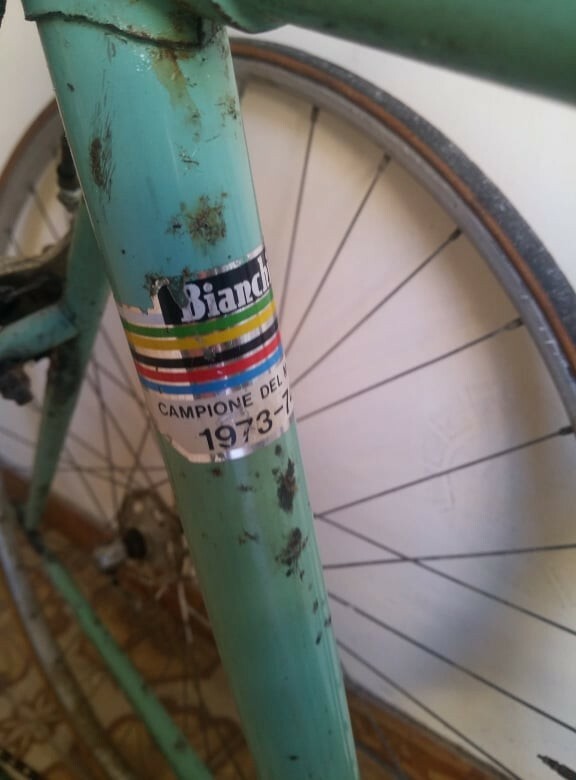 Bianch
CAMPIONE DEL M
1973-7